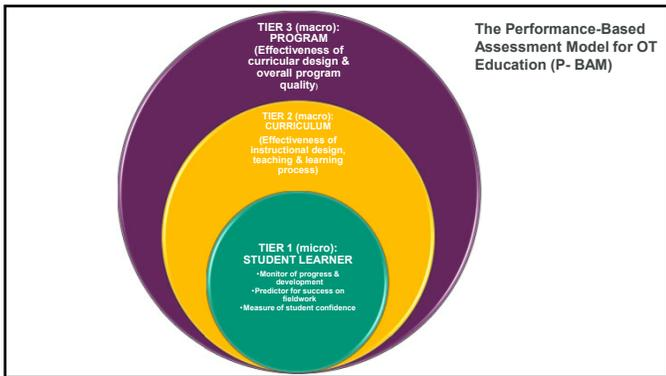 The Performance-Based
Assessment Model for OT
Education (P- BAM)
TIER 3 (macro):
PROGRAM
(Effectiveness of
curricular design &
overall program
quality)
TIER 2 (macro):
CURRICULUM
(Effectiveness of
instructional design,
teaching & learning
process)
TIER 1 (micro):
STUDENT LEARNER
•Monitor of progress &
development
•Predictor for success on
fieldwork
•Measure of student confidence